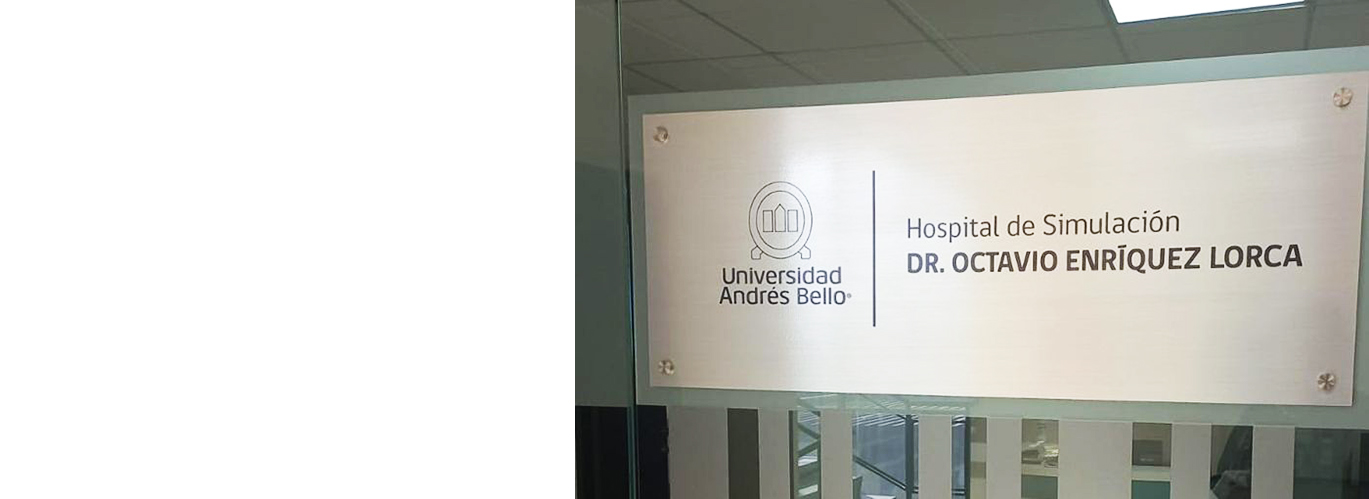 Universidad
Andrés Bello®
Hospital de Simulación
DR. OCTAVIO ENRÍQUEZ LORCA